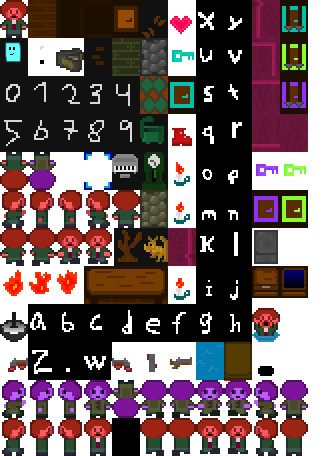 x y
u v
0 1 2 3 4 s t
5 6 7 8 9 q r
o p
m n
k l
i j
a b c d e f g h
z . w